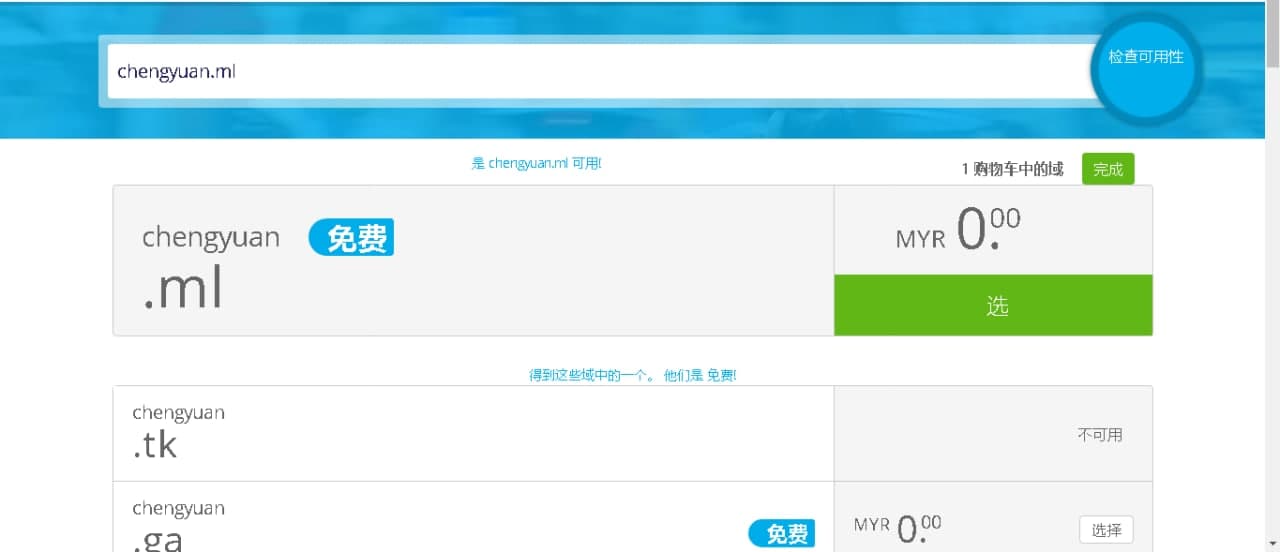 chengyuan.ml
检查可用性
是 chengyuan.ml 可用!
1 购物车中的域 完成
chengyuan 免费
.ml
MYR 0.00
选
得到这些域中的一个。 他们是 免费!
chengyuan
.tk
不可用
chengyuan
.ga
免费
MYR 0.00
选择